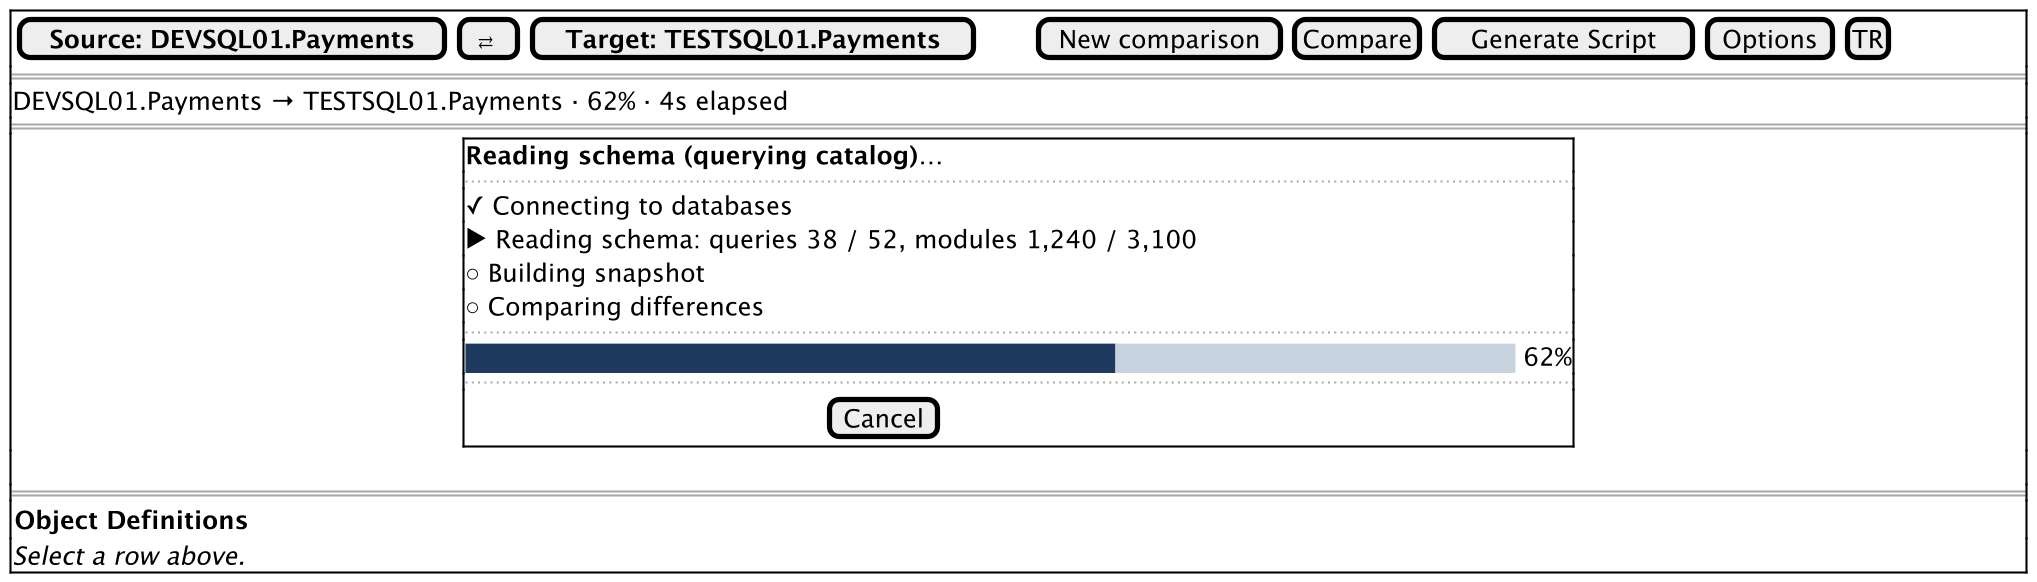 Source: DEVSQL01.Payments ⇄ Target: TESTSQL01.Payments New comparison Compare Generate Script Options TR
DEVSQL01.Payments → TESTSQL01.Payments · 62% · 4s elapsed
Reading schema (querying catalog)...
✓ Connecting to databases
▶ Reading schema: queries 38 / 52, modules 1,240 / 3,100
○ Building snapshot
○ Comparing differences
62%
Cancel
Object Definitions
Select a row above.